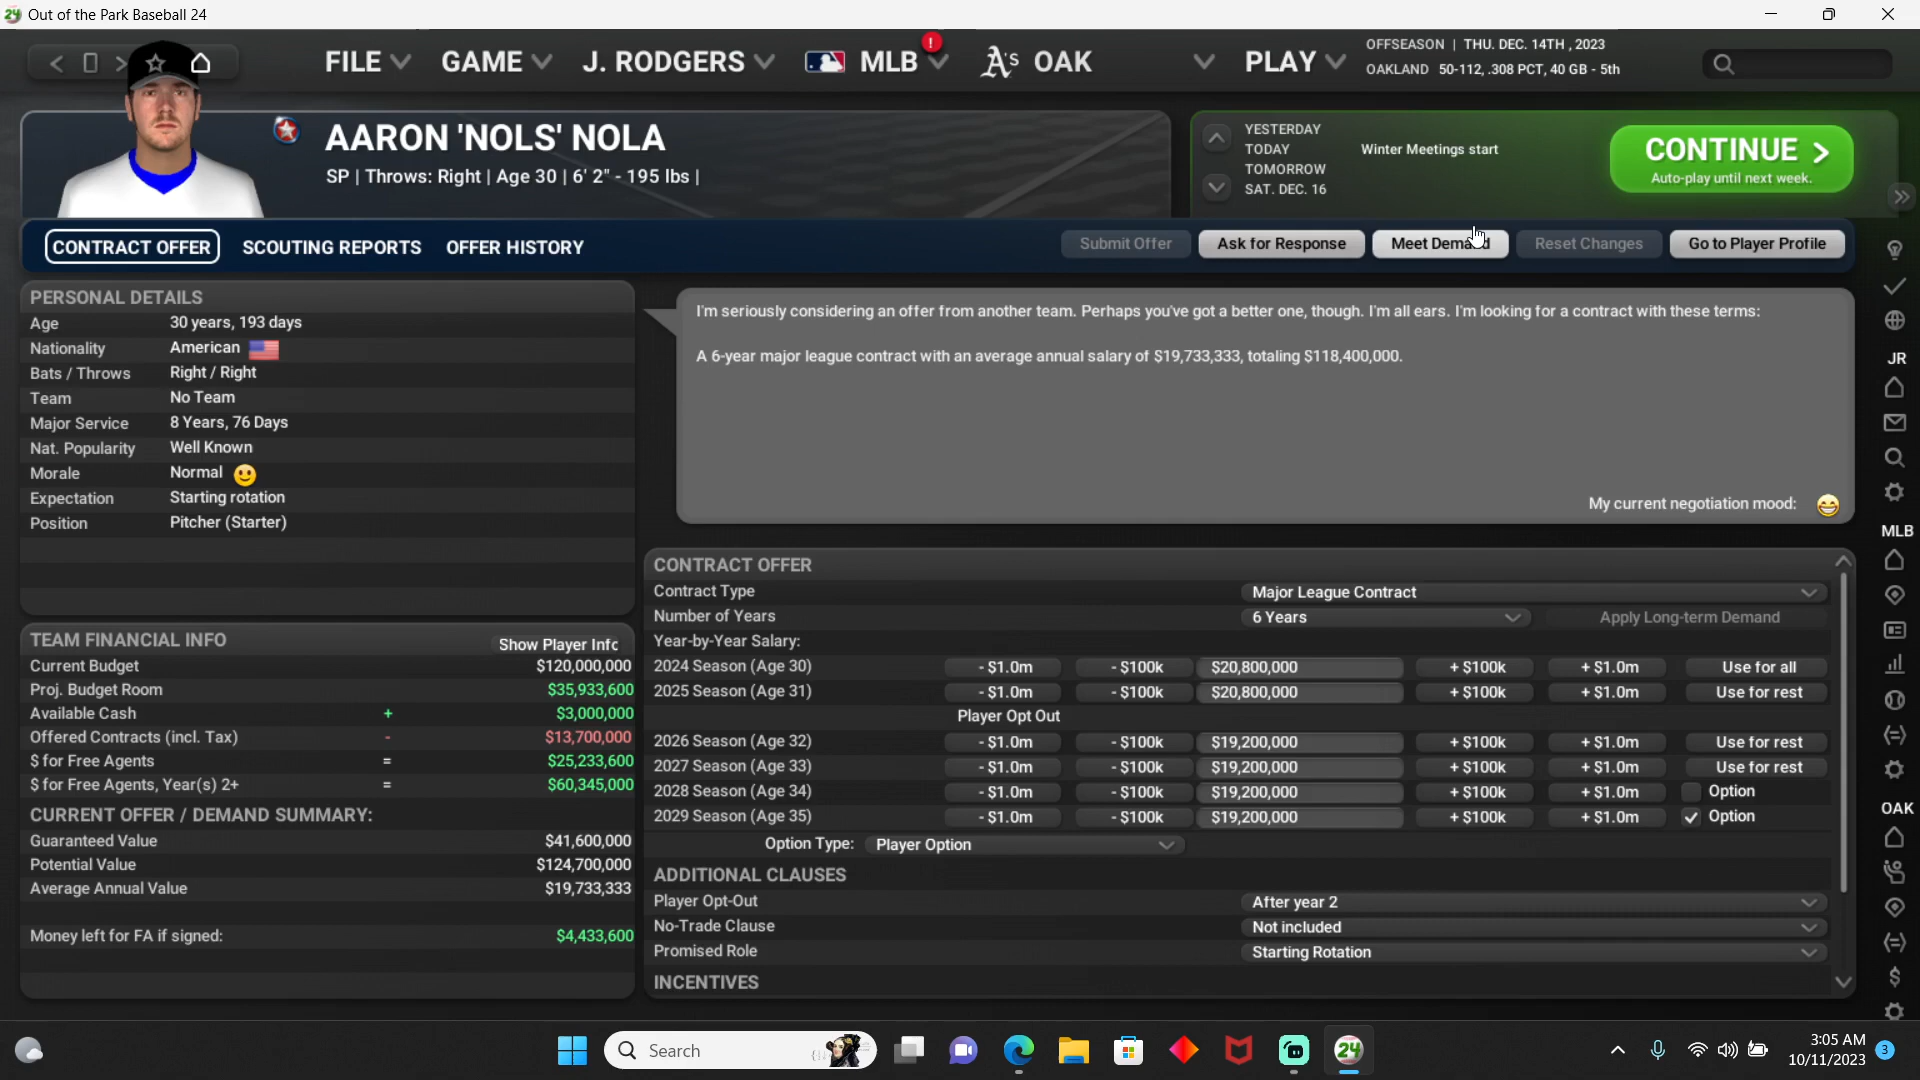 Out of the Park Baseball 24
FILE GAME J. RODGERS MLB ! A's OAK PLAY
OFFSEASON | THU. DEC. 14TH , 2023
OAKLAND 50-112, .308 PCT, 40 GB - 5th
AARON 'NOLS' NOLA
SP | Throws: Right | Age 30 | 6' 2" - 195 lbs |
YESTERDAY
TODAY Winter Meetings start
TOMORROW
SAT. DEC. 16
CONTINUE >
Auto-play until next week.
CONTRACT OFFER SCOUTING REPORTS OFFER HISTORY
Submit Offer Ask for Response Meet Demand Reset Changes Go to Player Profile
PERSONAL DETAILS
Age 30 years, 193 days
Nationality American
Bats / Throws Right / Right
Team No Team
Major Service 8 Years, 76 Days
Nat. Popularity Well Known
Morale Normal
Expectation Starting rotation
Position Pitcher (Starter)
I'm seriously considering an offer from another team. Perhaps you've got a better one, though. I'm all ears. I'm looking for a contract with these terms:
A 6-year major league contract with an average annual salary of $19,733,333, totaling $118,400,000.
My current negotiation mood:
TEAM FINANCIAL INFO Show Player Info
Current Budget $120,000,000
Proj. Budget Room $35,933,600
Available Cash + $3,000,000
Offered Contracts (incl. Tax) - $13,700,000
$ for Free Agents = $25,233,600
$ for Free Agents, Year(s) 2+ = $60,345,000
CURRENT OFFER / DEMAND SUMMARY:
Guaranteed Value $41,600,000
Potential Value $124,700,000
Average Annual Value $19,733,333
Money left for FA if signed: $4,433,600
CONTRACT OFFER
Contract Type Major League Contract
Number of Years 6 Years Apply Long-term Demand
Year-by-Year Salary:
2024 Season (Age 30) - $1.0m - $100k $20,800,000 + $100k + $1.0m Use for all
2025 Season (Age 31) - $1.0m - $100k $20,800,000 + $100k + $1.0m Use for rest
Player Opt Out
2026 Season (Age 32) - $1.0m - $100k $19,200,000 + $100k + $1.0m Use for rest
2027 Season (Age 33) - $1.0m - $100k $19,200,000 + $100k + $1.0m Use for rest
2028 Season (Age 34) - $1.0m - $100k $19,200,000 + $100k + $1.0m Option
2029 Season (Age 35) - $1.0m - $100k $19,200,000 + $100k + $1.0m Option
Option Type: Player Option
ADDITIONAL CLAUSES
Player Opt-Out After year 2
No-Trade Clause Not included
Promised Role Starting Rotation
INCENTIVES
JR
MLB
OAK
Search
24
3:05 AM
10/11/2023
3